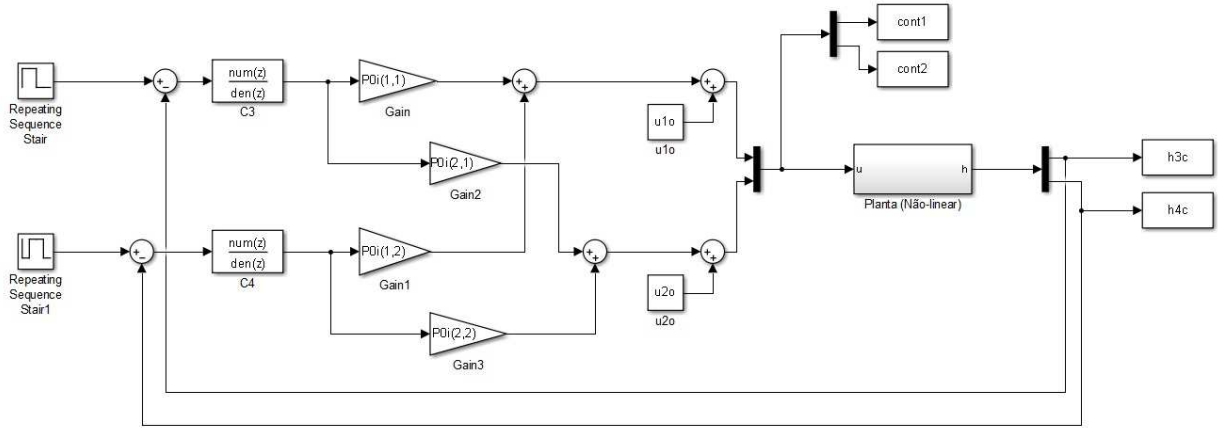 cont1
cont2
Repeating
Sequence
Stair
+
−
num(z)
den(z)
C3
P0i(1,1)
Gain
+
+
+
+
u1o
u1o
P0i(2,1)
Gain2
u
h
Planta (Não-linear)
h3c
h4c
Repeating
Sequence
Stair1
+
−
num(z)
den(z)
C4
P0i(1,2)
Gain1
+
+
+
+
u2o
u2o
P0i(2,2)
Gain3